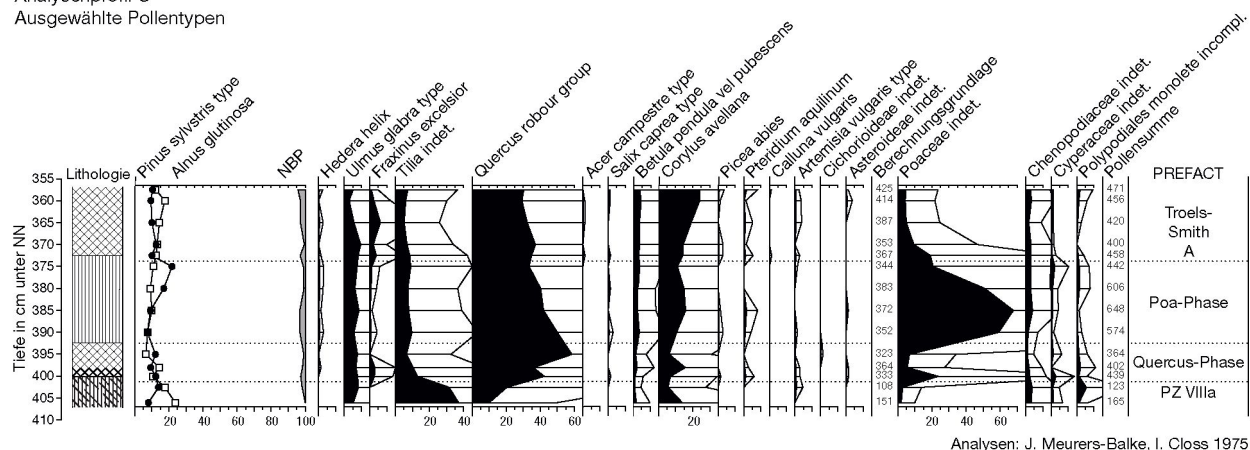 Ausgewählte Pollentypen
Lithologie
Pinus sylvstris type
Alnus glutinosa
NBP
Hedera helix
Ulmus glabra type
Fraxinus excelsior
Tilia indet.
Quercus robour group
Acer campestre type
Salix caprea type
Betula pendula vel pubescens
Corylus avellana
Picea abies
Pteridium aquilinum
Calluna vulgaris
Artemisia vulgaris type
Cichorioideae indet.
Asteroideae indet.
Berechnungsgrundlage
Poaceae indet.
Chenopodiaceae indet.
Cyperaceae indet.
Polypodiales monolete incompl.
Pollensumme
PREFACT
Tiefe in cm unter NN
355
360
365
370
375
380
385
390
395
400
405
410
425
414
387
353
367
344
383
372
352
323
364
333
108
151
471
456
420
400
458
442
606
648
574
364
402
439
123
165
Troels-
Smith
A
Poa-Phase
Quercus-Phase
PZ VIIIa
20 40 60 80 100
20
20 40 60
20
20 40 60
Analysen: J. Meurers-Balke, I. Closs 1975